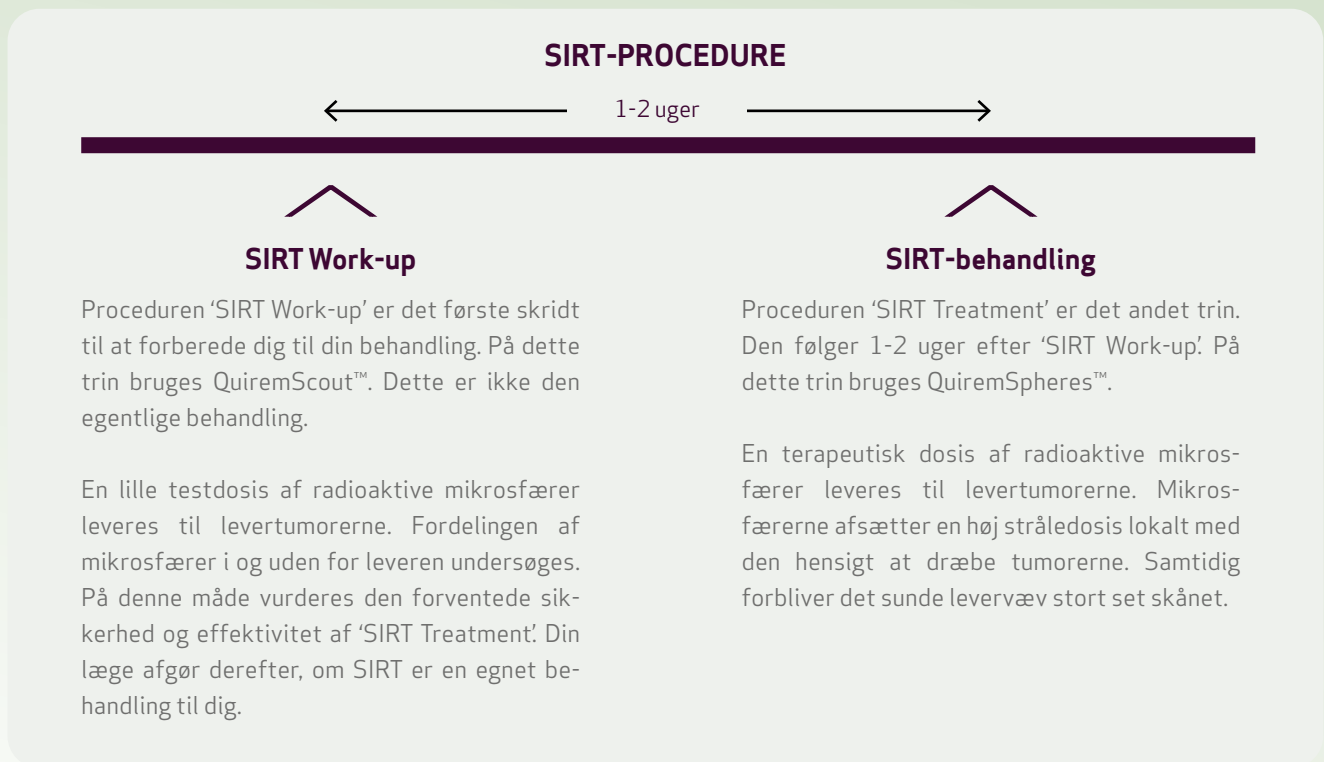 SIRT-PROCEDURE
1-2 uger
SIRT Work-up
Proceduren ‘SIRT Work-up’ er det første skridt
til at forberede dig til din behandling. På dette
trin bruges QuiremScout™. Dette er ikke den
egentlige behandling.
En lille testdosis af radioaktive mikrosfærer
leveres til levertumorerne. Fordelingen af
mikrosfærer i og uden for leveren undersøges.
På denne måde vurderes den forventede sik-
kerhed og effektivitet af ‘SIRT Treatment’. Din
læge afgør derefter, om SIRT er en egnet be-
handling til dig.
SIRT-behandling
Proceduren ‘SIRT Treatment’ er det andet trin.
Den følger 1-2 uger efter ‘SIRT Work-up’. På
dette trin bruges QuiremSpheres™.
En terapeutisk dosis af radioaktive mikros-
færer leveres til levertumorerne. Mikros-
færerne afsætter en høj stråledosis lokalt med
den hensigt at dræbe tumorerne. Samtidig
forbliver det sunde levervæv stort set skånet.